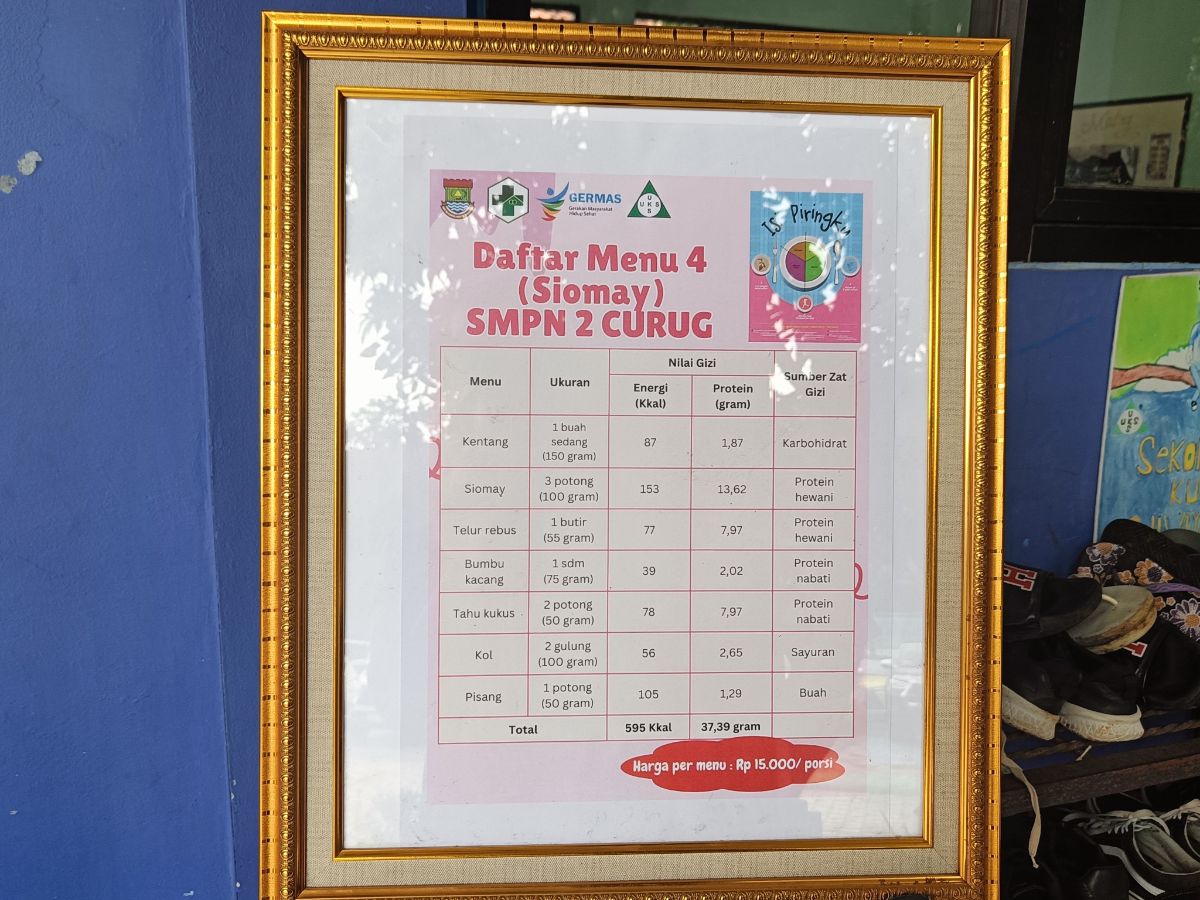 GERMAS
Gerakan Masyarakat
Hidup Sehat
U
UKS
S
Isi Piringku
Daftar Menu 4
(Siomay)
SMPN 2 CURUG
Menu Ukuran Nilai Gizi Sumber Zat Gizi
Energi (Kkal) Protein (gram)
Kentang 1 buah sedang (150 gram) 87 1,87 Karbohidrat
Siomay 3 potong (100 gram) 153 13,62 Protein hewani
Telur rebus 1 butir (55 gram) 77 7,97 Protein hewani
Bumbu kacang 1 sdm (75 gram) 39 2,02 Protein nabati
Tahu kukus 2 potong (50 gram) 78 7,97 Protein nabati
Kol 2 gulung (100 gram) 56 2,65 Sayuran
Pisang 1 potong (50 gram) 105 1,29 Buah
Total 595 Kkal 37,39 gram
Harga per menu : Rp 15.000/ porsi
U
UKS
S
H